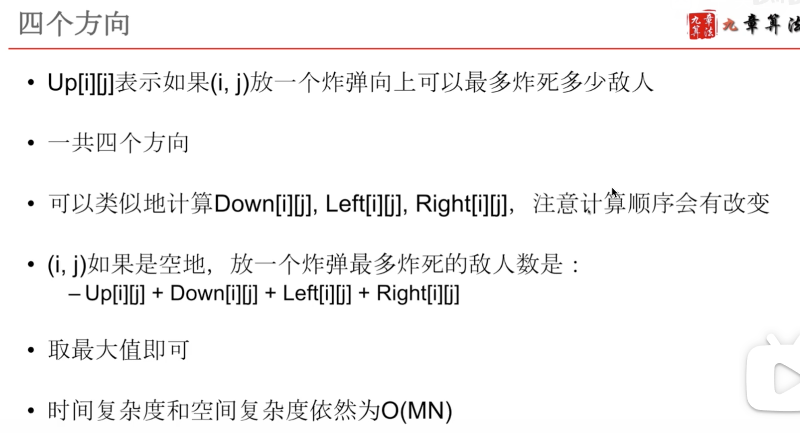 四个方向
九章算法
九章算法
• Up[i][j]表示如果(i, j)放一个炸弹向上可以最多炸死多少敌人
• 一共四个方向
• 可以类似地计算Down[i][j], Left[i][j], Right[i][j]，注意计算顺序会有改变
• (i, j)如果是空地，放一个炸弹最多炸死的敌人数是：
– Up[i][j] + Down[i][j] + Left[i][j] + Right[i][j]
• 取最大值即可
• 时间复杂度和空间复杂度依然为O(MN)